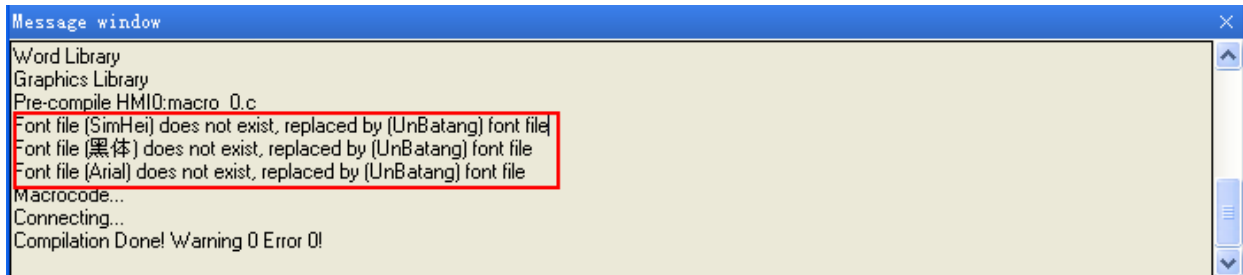 Message window
Word Library
Graphics Library
Pre-compile HMI0:macro_0.c
Font file (SimHei) does not exist, replaced by (UnBatang) font file
Font file (黑体) does not exist, replaced by (UnBatang) font file
Font file (Arial) does not exist, replaced by (UnBatang) font file
Macrocode...
Connecting...
Compilation Done! Warning 0 Error 0!